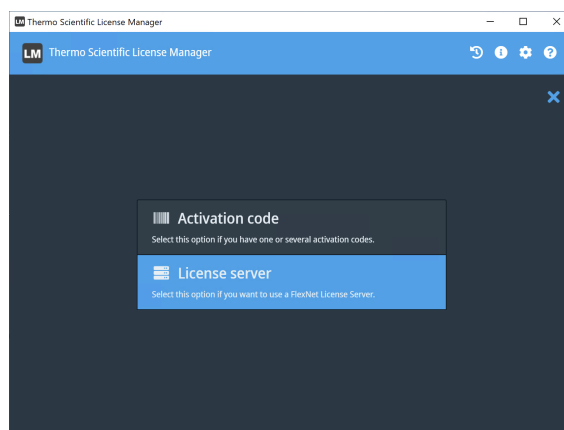 LM Thermo Scientific License Manager
LM Thermo Scientific License Manager
Activation code
Select this option if you have one or several activation codes.
License server
Select this option if you want to use a FlexNet License Server.